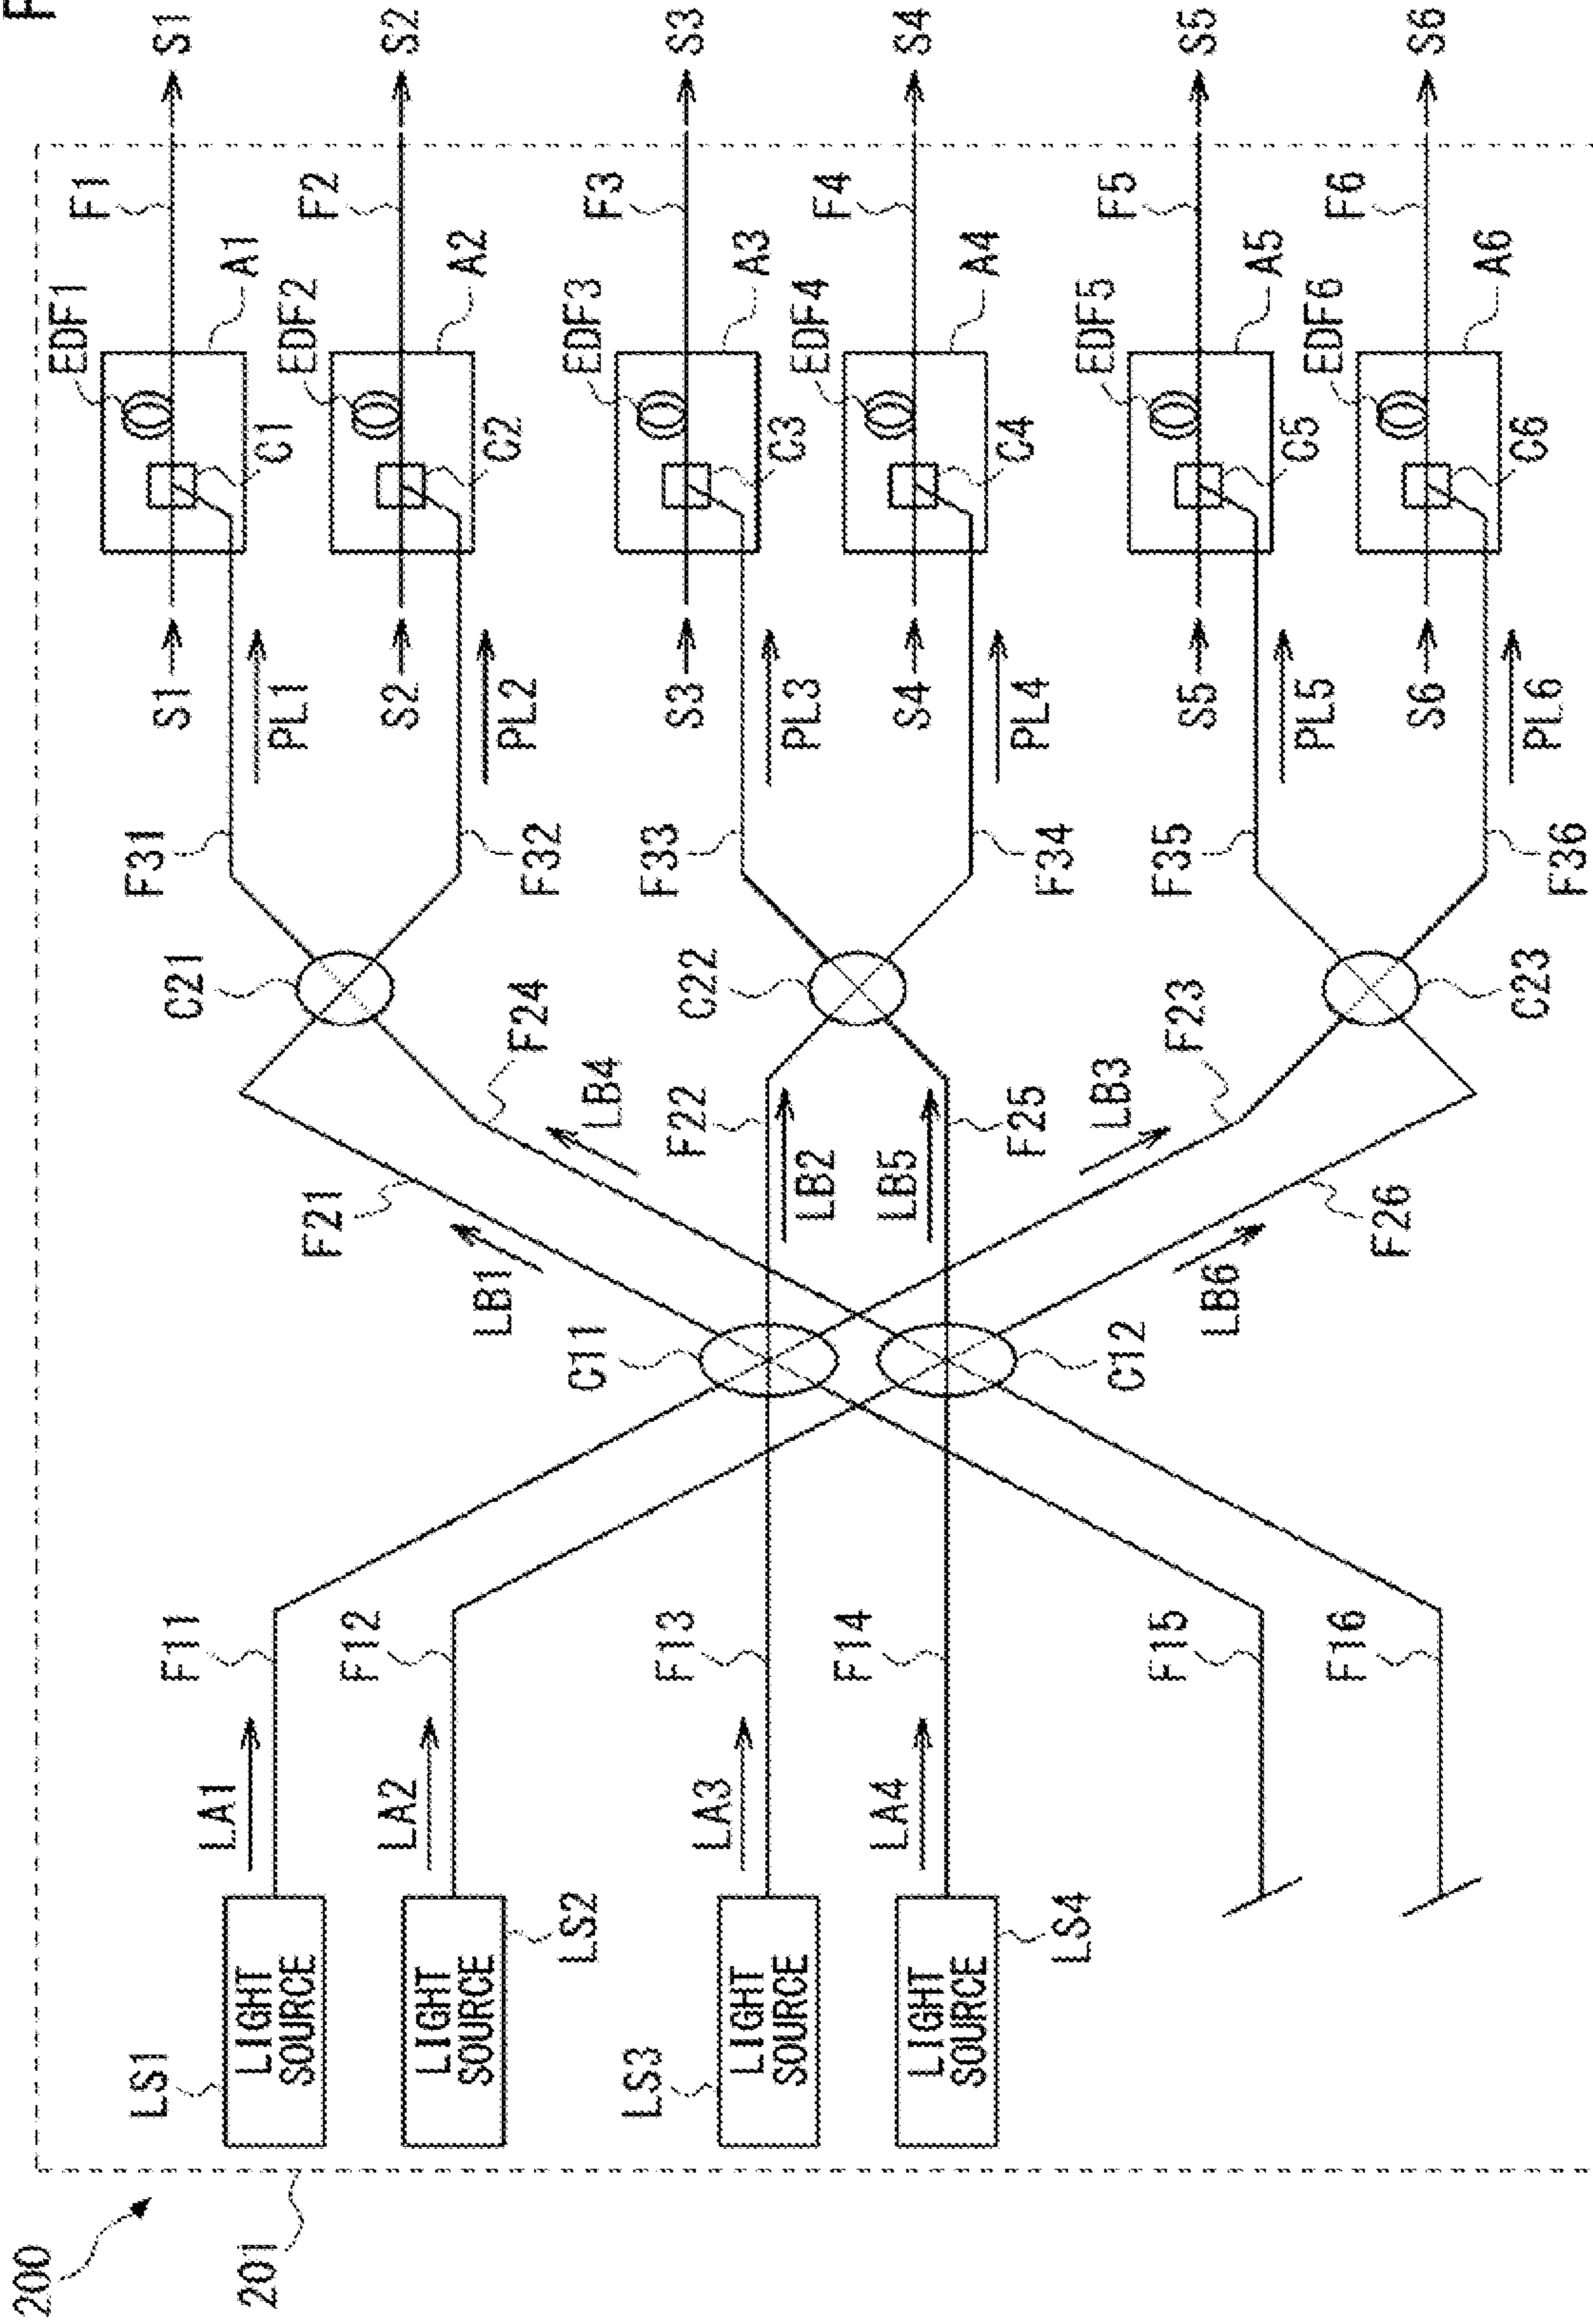 F
200
201
LS1
LIGHT
SOURCE
LA1
F11
LIGHT
SOURCE
LS2
LA2
F12
LS3
LIGHT
SOURCE
LA3
F13
LIGHT
SOURCE
LS4
LA4
F14
F15
F16
C11
C12
LB1
F21
LB4
F24
F22
LB2
LB5
F25
LB3
F23
LB6
F26
C21
C22
C23
F31
F32
F33
F34
F35
F36
S1
PL1
S2
PL2
S3
PL3
S4
PL4
S5
PL5
S6
PL6
EDF1
C1
A1
F1
S1
EDF2
C2
A2
F2
S2
EDF3
C3
A3
F3
S3
EDF4
C4
A4
F4
S4
EDF5
C5
A5
F5
S5
EDF6
C6
A6
F6
S6